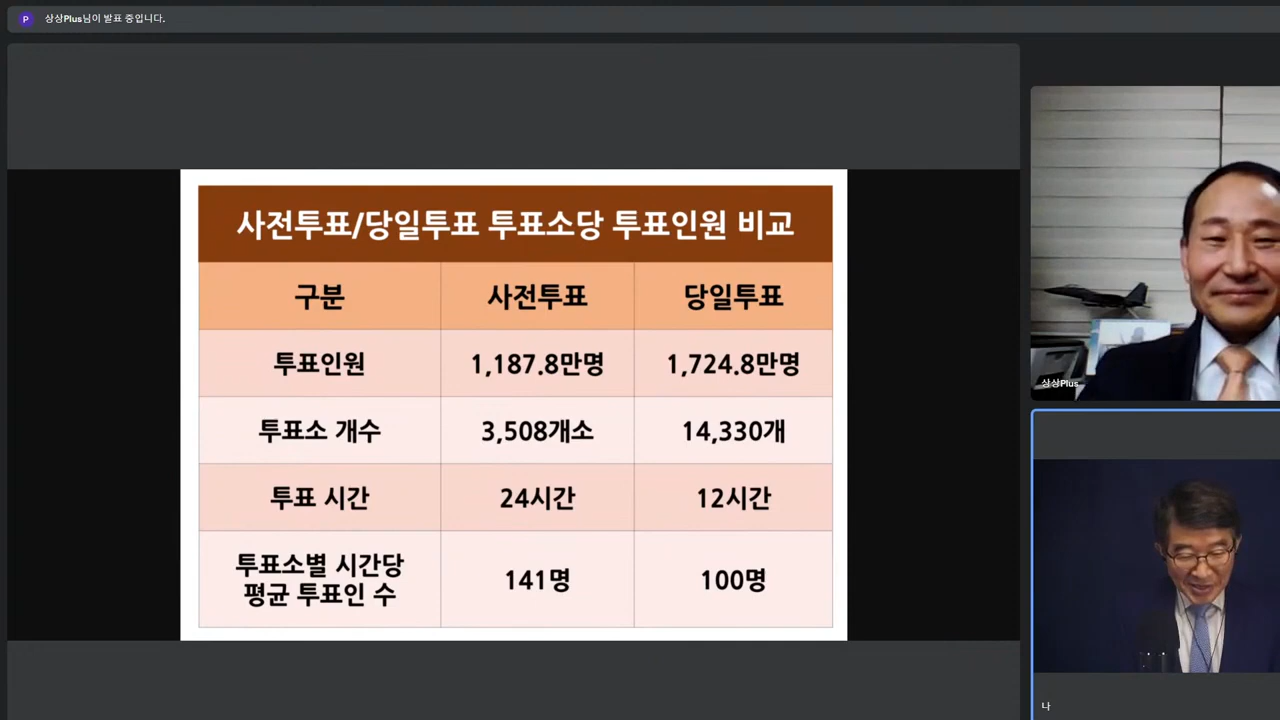 P 상상Plus님이 발표 중입니다.
사전투표/당일투표 투표소당 투표인원 비교
구분 사전투표 당일투표
투표인원 1,187.8만명 1,724.8만명
투표소 개수 3,508개소 14,330개
투표 시간 24시간 12시간
투표소별 시간당
평균 투표인 수 141명 100명
상상Plus
나